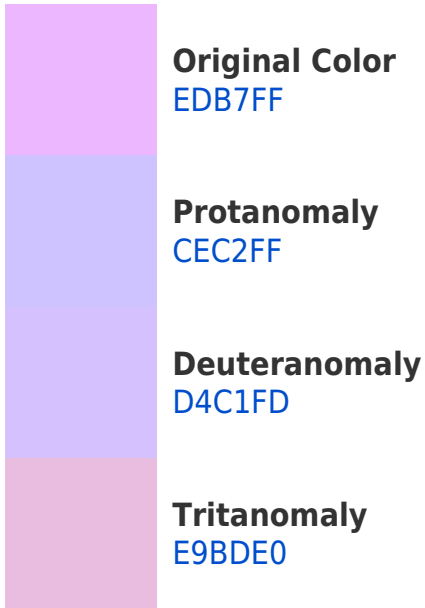 Original Color
EDB7FF
Protanomaly
CEC2FF
Deuteranomaly
D4C1FD
Tritanomaly
E9BDE0